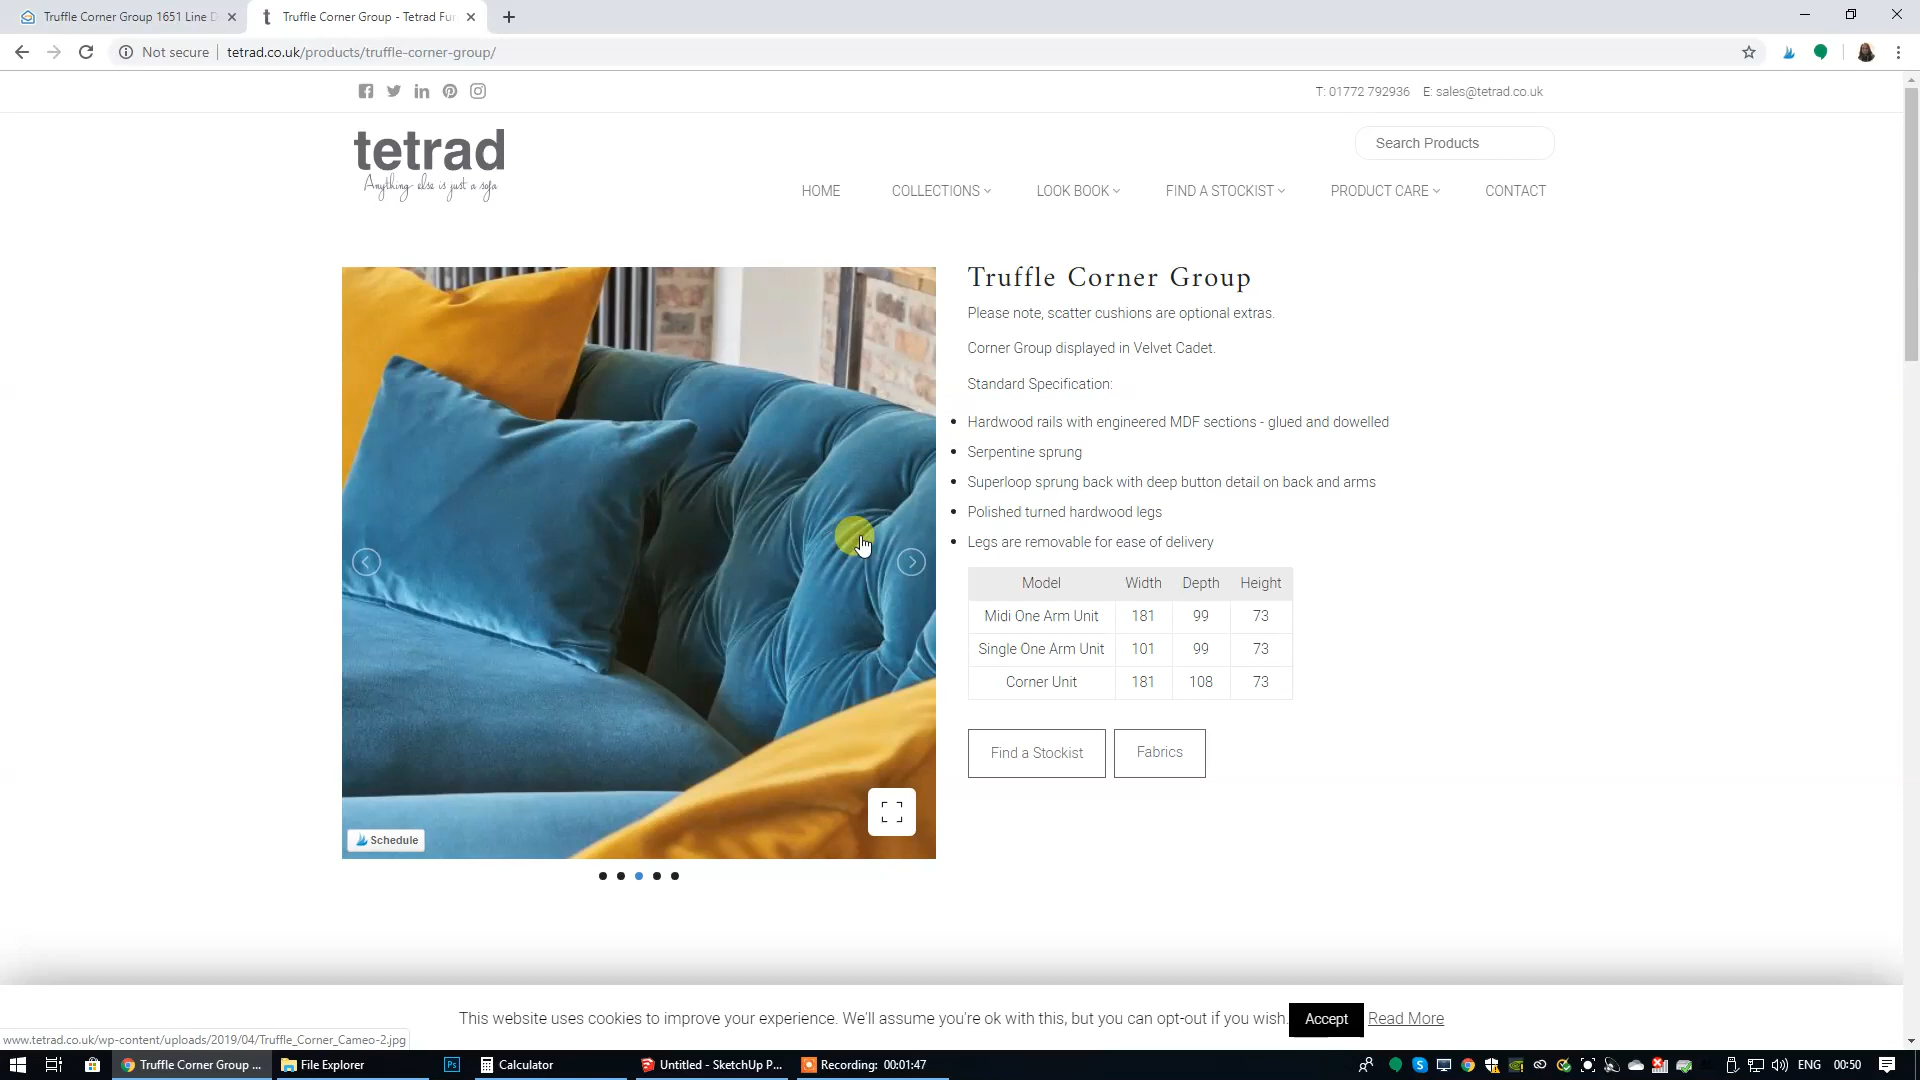 Truffle Corner Group 1651 Line D
Truffle Corner Group - Tetrad Fur
Not secure
tetrad.co.uk/products/truffle-corner-group/
T: 01772 792936 E: sales@tetrad.co.uk
tetrad
Anything else is just a sofa
Search Products
HOME COLLECTIONS LOOK BOOK FIND A STOCKIST PRODUCT CARE CONTACT
Truffle Corner Group
Please note, scatter cushions are optional extras.
Corner Group displayed in Velvet Cadet.
Standard Specification:
Hardwood rails with engineered MDF sections - glued and dowelled
Serpentine sprung
Superloop sprung back with deep button detail on back and arms
Polished turned hardwood legs
Legs are removable for ease of delivery
Model Width Depth Height
Midi One Arm Unit 181 99 73
Single One Arm Unit 101 99 73
Corner Unit 181 108 73
Find a Stockist Fabrics
Schedule
This website uses cookies to improve your experience. We'll assume you're ok with this, but you can opt-out if you wish. Accept Read More
www.tetrad.co.uk/wp-content/uploads/2019/04/Truffle_Corner_Cameo-2.jpg
Truffle Corner Group ... File Explorer Ps Calculator Untitled - SketchUp P... Recording: 00:01:47 ENG 00:50